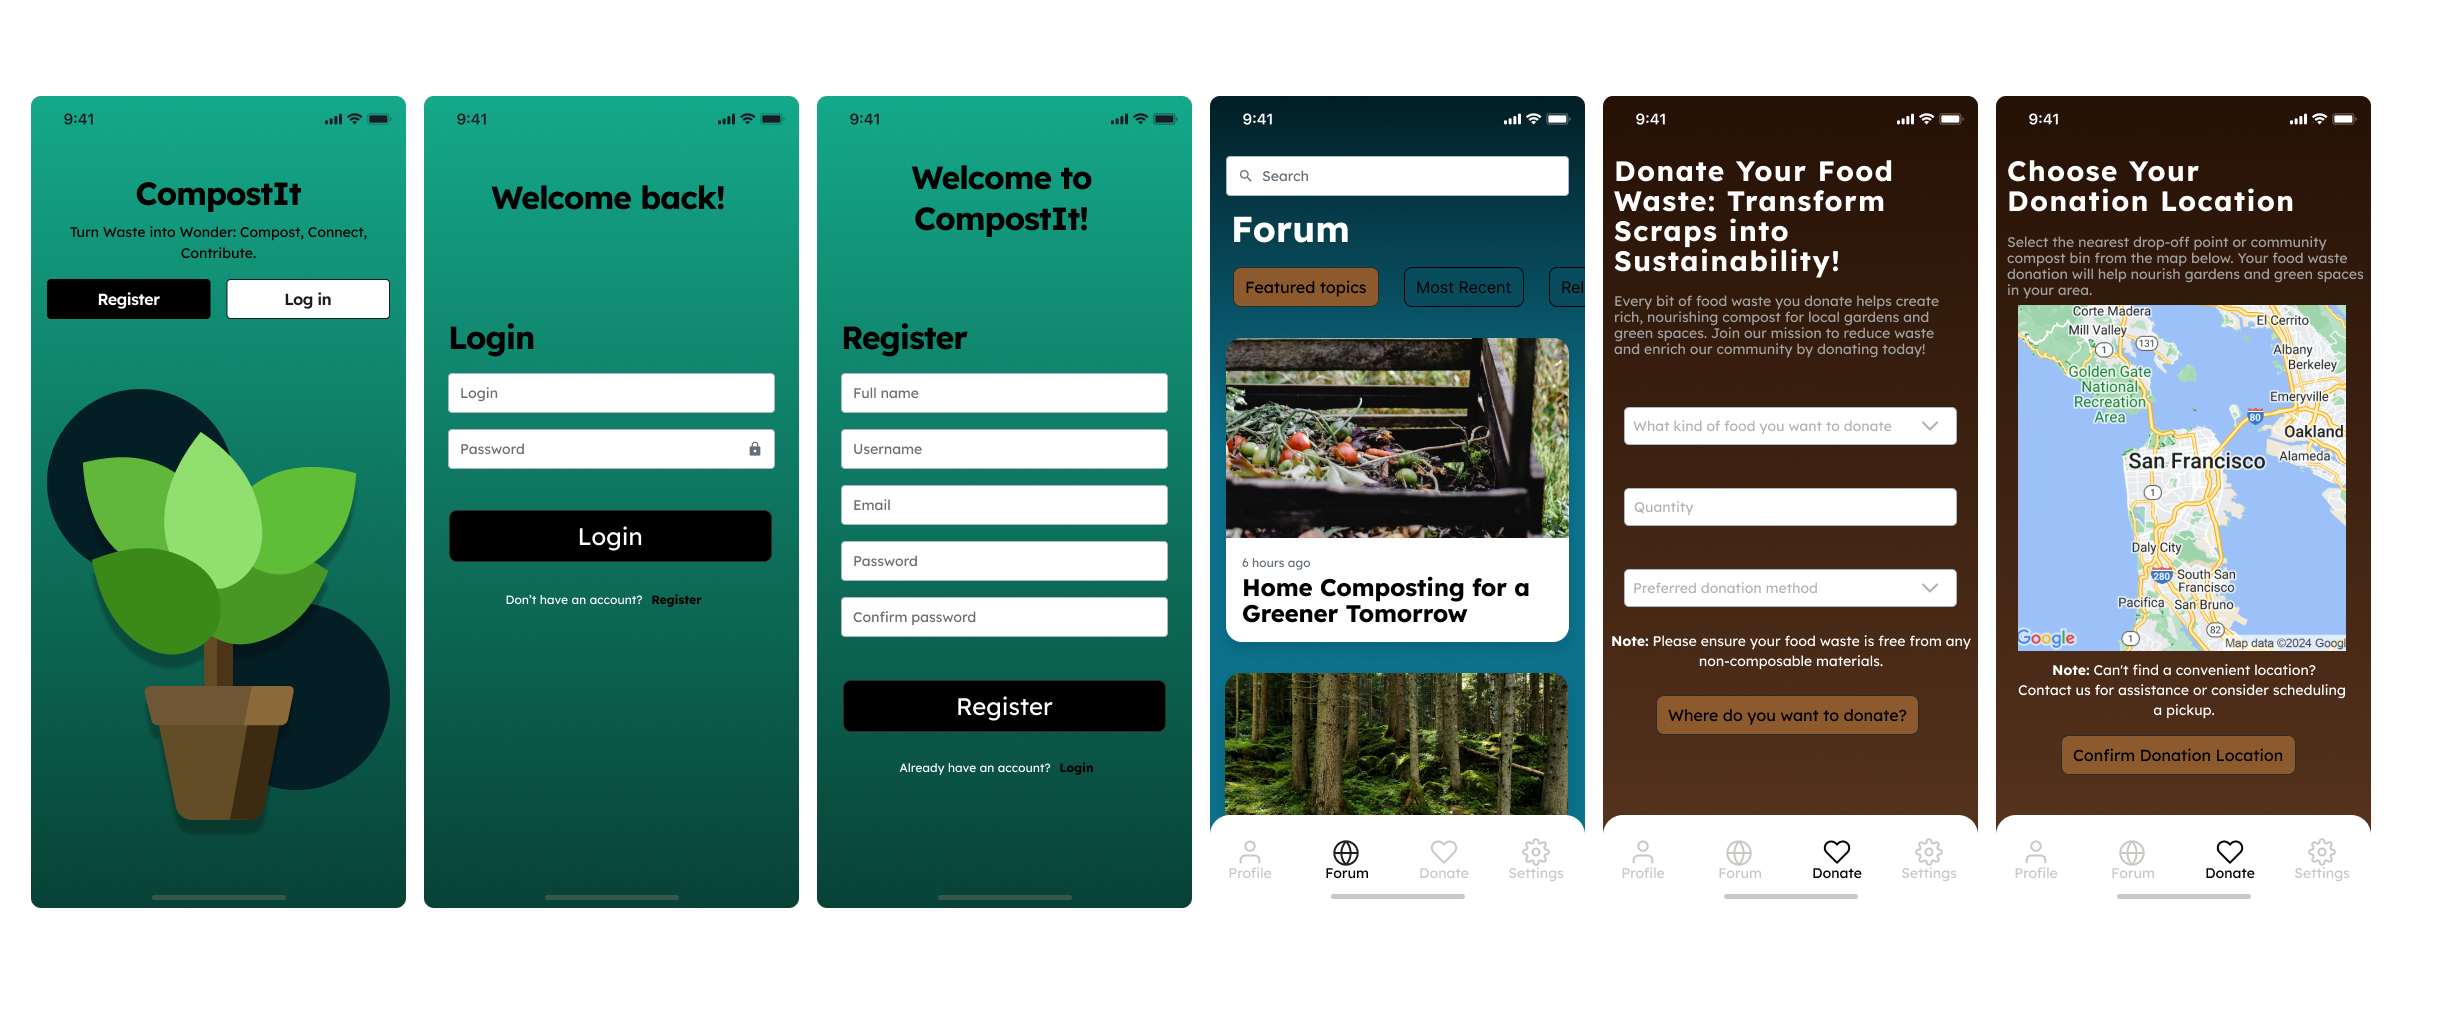 9:41
CompostIt
Turn Waste into Wonder: Compost, Connect,
Contribute.
Register
Log in
9:41
Welcome back!
Login
Login
Password
Login
Don't have an account? Register
9:41
Welcome to
CompostIt!
Register
Full name
Username
Email
Password
Confirm password
Register
Already have an account? Login
9:41
Search
Forum
Featured topics
Most Recent
Rel
6 hours ago
Home Composting for a
Greener Tomorrow
Profile
Forum
Donate
Settings
9:41
Donate Your Food
Waste: Transform
Scraps into
Sustainability!
Every bit of food waste you donate helps create
rich, nourishing compost for local gardens and
green spaces. Join our mission to reduce waste
and enrich our community by donating today!
What kind of food you want to donate
Quantity
Preferred donation method
Note: Please ensure your food waste is free from any
non-composable materials.
Where do you want to donate?
Profile
Forum
Donate
Settings
9:41
Choose Your
Donation Location
Select the nearest drop-off point or community
compost bin from the map below. Your food waste
donation will help nourish gardens and green spaces
in your area.
Corte Madera
El Cerrito
Mill Valley
131
1
Albany
Berkeley
Golden Gate
National
Recreation
Area
Emeryville
80
Oakland
San Francisco
Alameda
1
Daly City
280
South San
Francisco
Pacifica
San Bruno
82
1
Google
Map data ©2024 Googl
Note: Can't find a convenient location?
Contact us for assistance or consider scheduling
a pickup.
Confirm Donation Location
Profile
Forum
Donate
Settings